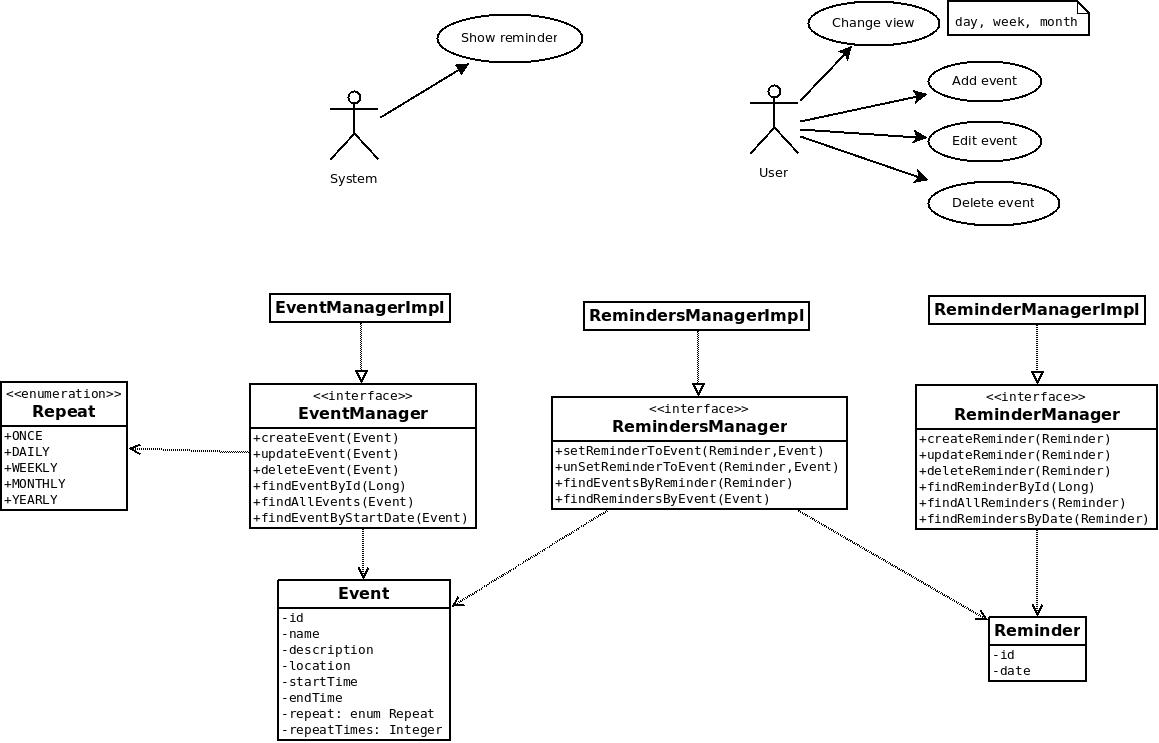 Show reminder
System
Change view
day, week, month
Add event
Edit event
Delete event
User
EventManagerImpl
RemindersManagerImpl
ReminderManagerImpl
<<enumeration>>
Repeat
+ONCE
+DAILY
+WEEKLY
+MONTHLY
+YEARLY
<<interface>>
EventManager
+createEvent(Event)
+updateEvent(Event)
+deleteEvent(Event)
+findEventById(Long)
+findAllEvents(Event)
+findEventByStartDate(Event)
<<interface>>
RemindersManager
+setReminderToEvent(Reminder,Event)
+unSetReminderToEvent(Reminder,Event)
+findEventsByReminder(Reminder)
+findRemindersByEvent(Event)
<<interface>>
ReminderManager
+createReminder(Reminder)
+updateReminder(Reminder)
+deleteReminder(Reminder)
+findReminderById(Long)
+findAllReminders(Reminder)
+findRemindersByDate(Reminder)
Event
-id
-name
-description
-location
-startTime
-endTime
-repeat: enum Repeat
-repeatTimes: Integer
Reminder
-id
-date